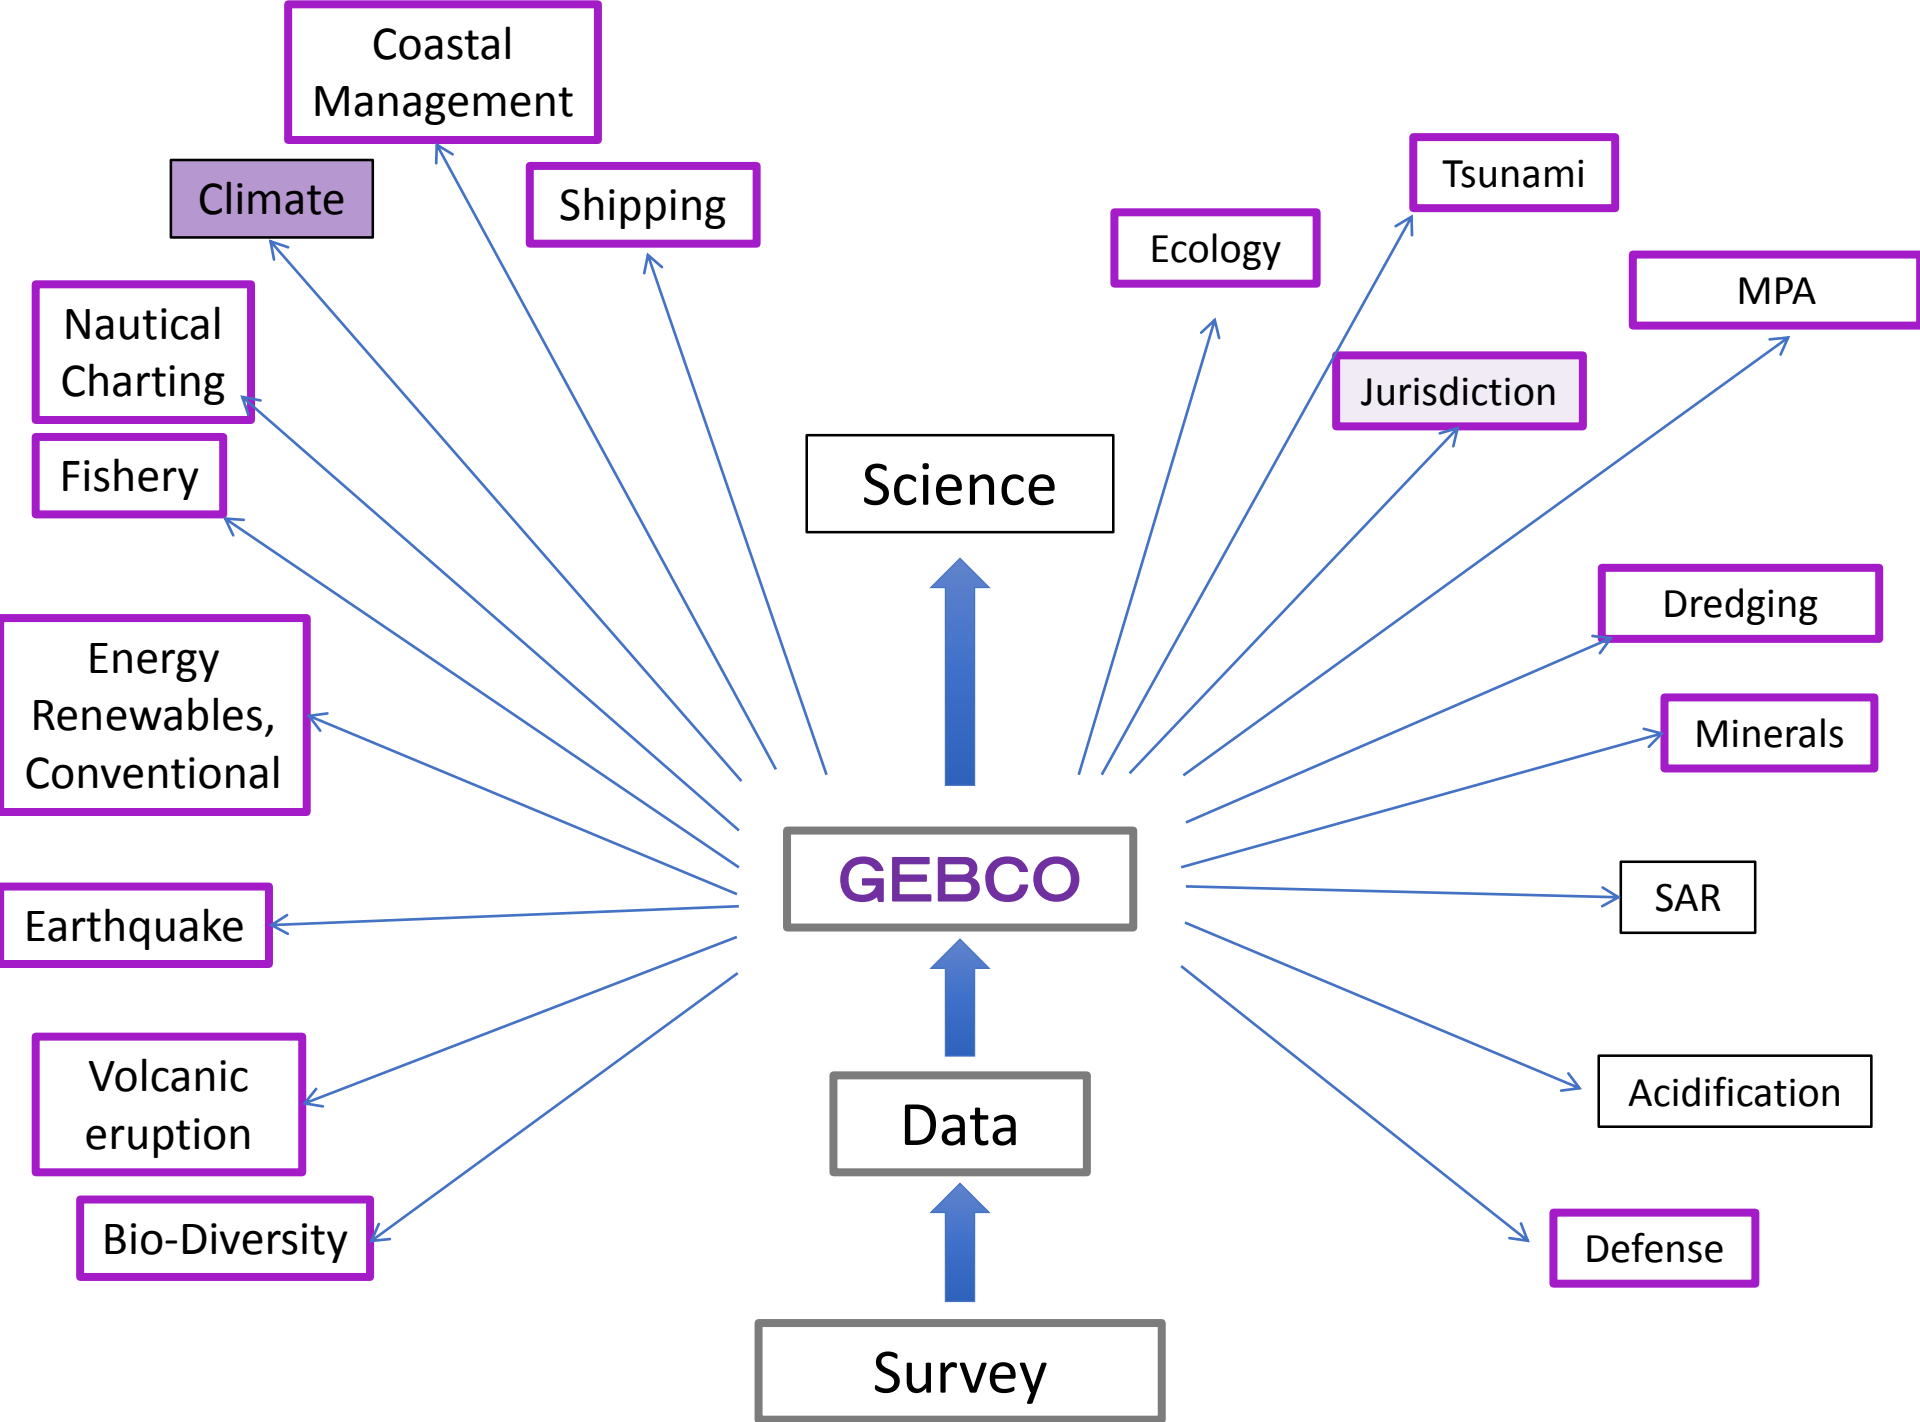 Coastal
Management
Climate
Shipping
Tsunami
Ecology
MPA
Nautical
Charting
Jurisdiction
Fishery
Science
Energy
Renewables,
Conventional
Dredging
Minerals
GEBCO
SAR
Earthquake
Volcanic
eruption
Data
Acidification
Bio-Diversity
Defense
Survey